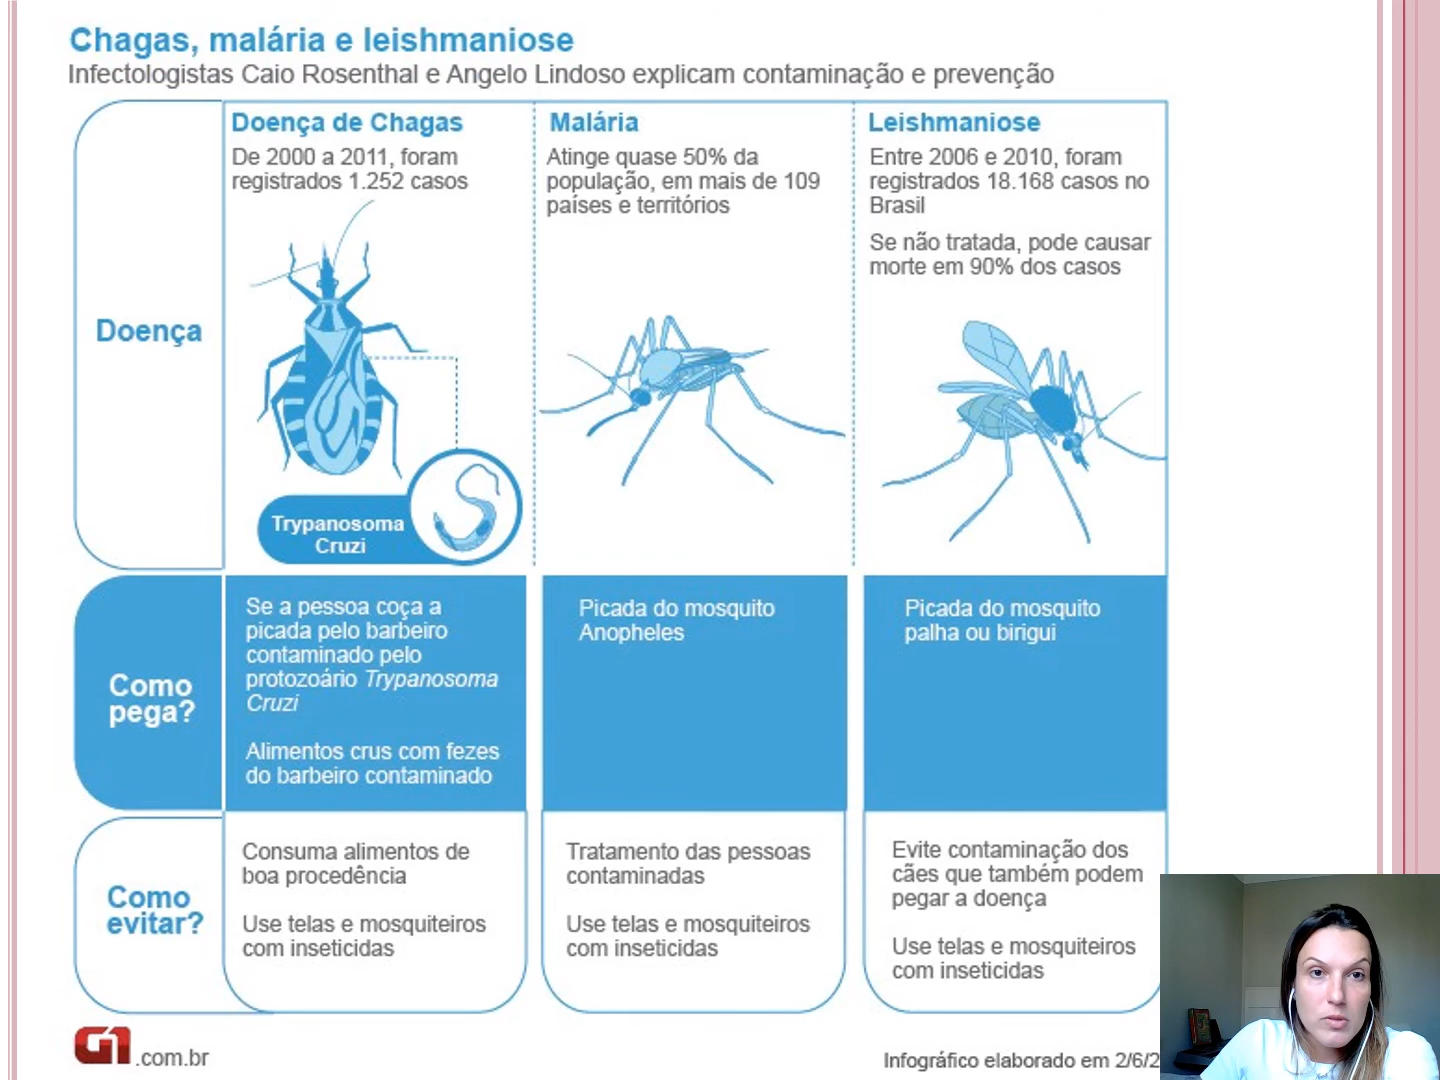 Chagas, malária e leishmaniose
Infectologistas Caio Rosenthal e Angelo Lindoso explicam contaminação e prevenção
Doença
Doença de Chagas
De 2000 a 2011, foram
registrados 1.252 casos
Trypanosoma
Cruzi
Malária
Atinge quase 50% da
população, em mais de 109
países e territórios
Leishmaniose
Entre 2006 e 2010, foram
registrados 18.168 casos no
Brasil
Se não tratada, pode causar
morte em 90% dos casos
Como
pega?
Se a pessoa coça a
picada pelo barbeiro
contaminado pelo
protozoário Trypanosoma
Cruzi
Alimentos crus com fezes
do barbeiro contaminado
Picada do mosquito
Anopheles
Picada do mosquito
palha ou birigui
Como
evitar?
Consuma alimentos de
boa procedência
Use telas e mosquiteiros
com inseticidas
Tratamento das pessoas
contaminadas
Use telas e mosquiteiros
com inseticidas
Evite contaminação dos
cães que também podem
pegar a doença
Use telas e mosquiteiros
com inseticidas
G1.com.br
Infográfico elaborado em 2/6/2